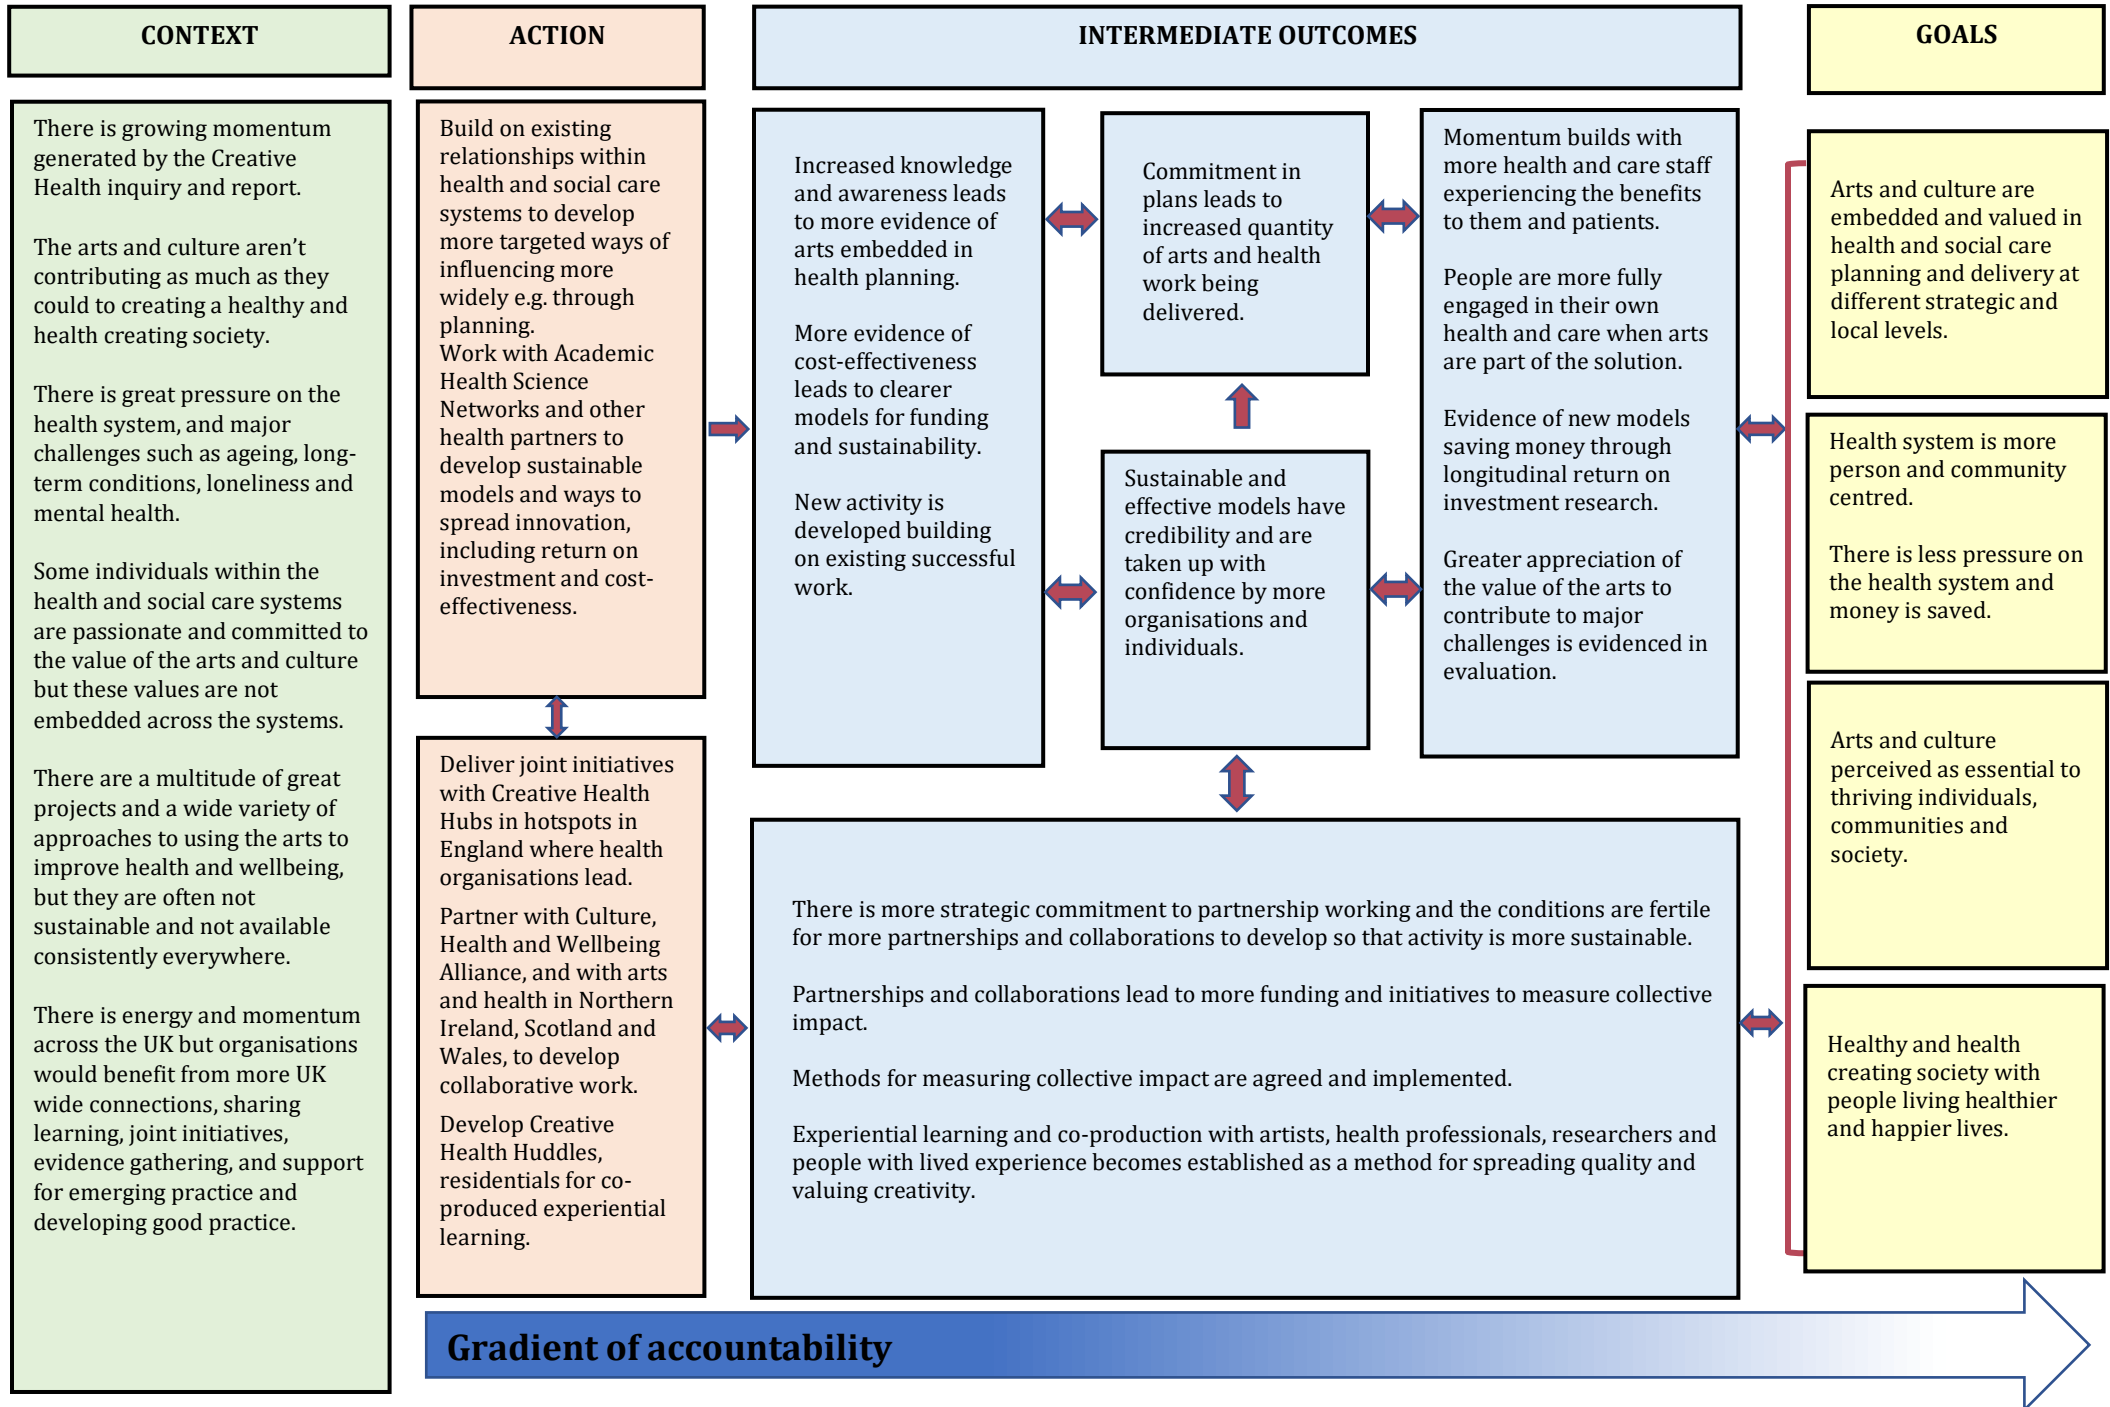 CONTEXT
There is growing momentum
generated by the Creative
Health inquiry and report.
The arts and culture aren't
contributing as much as they
could to creating a healthy and
health creating society.
There is great pressure on the
health system, and major
challenges such as ageing, long-
term conditions, loneliness and
mental health.
Some individuals within the
health and social care systems
are passionate and committed to
the value of the arts and culture
but these values are not
embedded across the systems.
There are a multitude of great
projects and a wide variety of
approaches to using the arts to
improve health and wellbeing,
but they are often not
sustainable and not available
consistently everywhere.
There is energy and momentum
across the UK but organisations
would benefit from more UK
wide connections, sharing
learning, joint initiatives,
evidence gathering, and support
for emerging practice and
developing good practice.
ACTION
Build on existing
relationships within
health and social care
systems to develop
more targeted ways of
influencing more
widely e.g. through
planning.
Work with Academic
Health Science
Networks and other
health partners to
develop sustainable
models and ways to
spread innovation,
including return on
investment and cost-
effectiveness.
Deliver joint initiatives
with Creative Health
Hubs in hotspots in
England where health
organisations lead.
Partner with Culture,
Health and Wellbeing
Alliance, and with arts
and health in Northern
Ireland, Scotland and
Wales, to develop
collaborative work.
Develop Creative
Health Huddles,
residentials for co-
produced experiential
learning.
INTERMEDIATE OUTCOMES
Increased knowledge
and awareness leads
to more evidence of
arts embedded in
health planning.
More evidence of
cost-effectiveness
leads to clearer
models for funding
and sustainability.
New activity is
developed building
on existing successful
work.
Commitment in
plans leads to
increased quantity
of arts and health
work being
delivered.
Sustainable and
effective models have
credibility and are
taken up with
confidence by more
organisations and
individuals.
Momentum builds with
more health and care staff
experiencing the benefits
to them and patients.
People are more fully
engaged in their own
health and care when arts
are part of the solution.
Evidence of new models
saving money through
longitudinal return on
investment research.
Greater appreciation of
the value of the arts to
contribute to major
challenges is evidenced in
evaluation.
There is more strategic commitment to partnership working and the conditions are fertile
for more partnerships and collaborations to develop so that activity is more sustainable.
Partnerships and collaborations lead to more funding and initiatives to measure collective
impact.
Methods for measuring collective impact are agreed and implemented.
Experiential learning and co-production with artists, health professionals, researchers and
people with lived experience becomes established as a method for spreading quality and
valuing creativity.
GOALS
Arts and culture are
embedded and valued in
health and social care
planning and delivery at
different strategic and
local levels.
Health system is more
person and community
centred.
There is less pressure on
the health system and
money is saved.
Arts and culture
perceived as essential to
thriving individuals,
communities and
society.
Healthy and health
creating society with
people living healthier
and happier lives.
Gradient of accountability